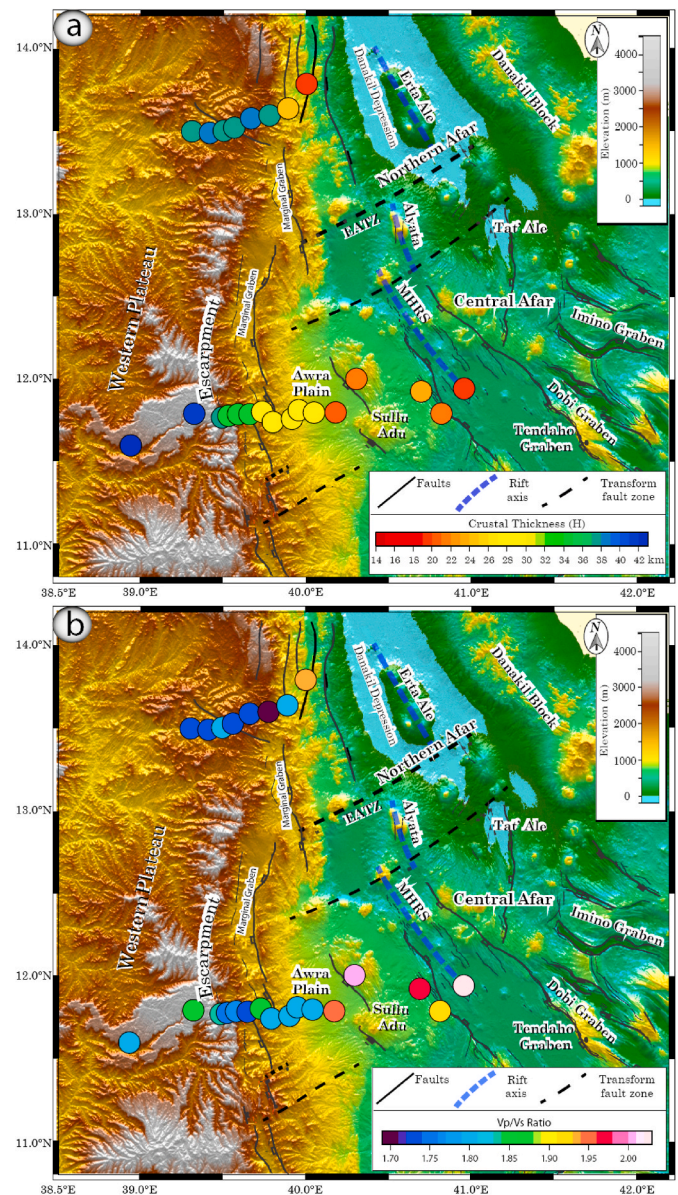 a
14.0°N
13.0°N
12.0°N
11.0°N
38.5°E
39.0°E
40.0°E
41.0°E
42.0°E
N
4000
3000
2000
1000
0
Elevation (m)
Danakil Depression
Erta Ale
Danakil Block
Northern Afar
Marginal Graben
EATZ
Alyata
Tat' Ale
Western Plateau
Escarpment
Marginal Graben
MHRS
Central Afar
Imino Graben
Awra
Plain
Sullu
Adu
Dobi Graben
Tendaho
Graben
Faults
Rift
axis
Transform
fault zone
Crustal Thickness (H)
14 16 18 20 22 24 26 28 30 32 34 36 38 40 42 km
b
14.0°N
13.0°N
12.0°N
11.0°N
38.5°E
39.0°E
40.0°E
41.0°E
42.0°E
N
4000
3000
2000
1000
0
Elevation (m)
Danakil Depression
Erta Ale
Danakil Block
Northern Afar
Marginal Graben
EATZ
Alyata
Tat' Ale
Western Plateau
Escarpment
Marginal Graben
MHRS
Central Afar
Imino Graben
Awra
Plain
Sullu
Adu
Dobi Graben
Tendaho
Graben
Faults
Rift
axis
Transform
fault zone
Vp/Vs Ratio
1.70 1.75 1.80 1.85 1.90 1.95 2.00